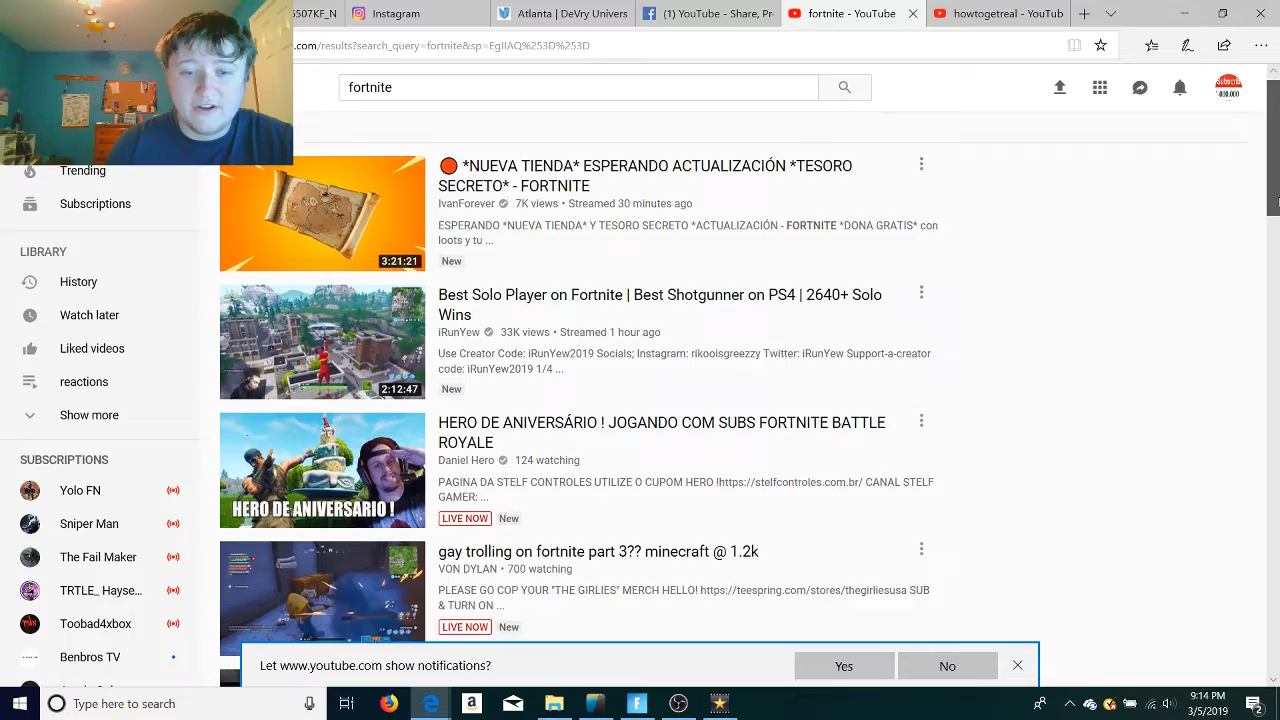 5507FK_N
Instagram
Atlanta | DeVry Universit
(1) YouTube - Share, Pr
fortnite - YouTube
howtogetrred - YouTub
.com/results?search_query=fortnite&sp=EgIIAQ%253D%253D
fortnite
Subscrib
1,000,000
Trending
Subscriptions
LIBRARY
History
Watch later
Liked videos
reactions
Show more
SUBSCRIPTIONS
Yolo FN
Sniper Man
The Fail Maker
TRTLE_ Hayse...
Toobad4xbox
Benbros TV
3:21:21
*NUEVA TIENDA* ESPERANDO ACTUALIZACIÓN *TESORO
SECRETO* - FORTNITE
IvanForever 7K views • Streamed 30 minutes ago
ESPERANDO *NUEVA TIENDA* Y TESORO SECRETO *ACTUALIZACIÓN - FORTNITE *DONA GRATIS* con
loots y tu ...
New
2:12:47
Best Solo Player on Fortnite | Best Shotgunner on PS4 | 2640+ Solo
Wins
iRunYew 33K views • Streamed 1 hour ago
Use Creator Code: iRunYew2019 Socials; Instagram: rikooisgreezzy Twitter: iRunYew Support-a-creator
code: iRunYew2019 1/4 ...
New
HERO DE ANIVERSARIO !
HERO DE ANIVERSÁRIO ! JOGANDO COM SUBS FORTNITE BATTLE
ROYALE
Daniel Hero 124 watching
PAGINA DA STELF CONTROLES UTILIZE O CUPOM HERO !https://stelfcontroles.com.br/ CANAL STELF
GAMER: ...
LIVE NOW New
gay trolling on fortnite part 3?? minecraft @ 1.2k
VON DYLAN • 700 watching
PLEASE GO COP YOUR "THE GIRLIES" MERCH HELLO! https://teespring.com/stores/thegirliesusa SUB
& TURN ON ...
LIVE NOW New
Let www.youtube.com show notifications?
Yes
No
Type here to search
9:14 PM
3/5/2019